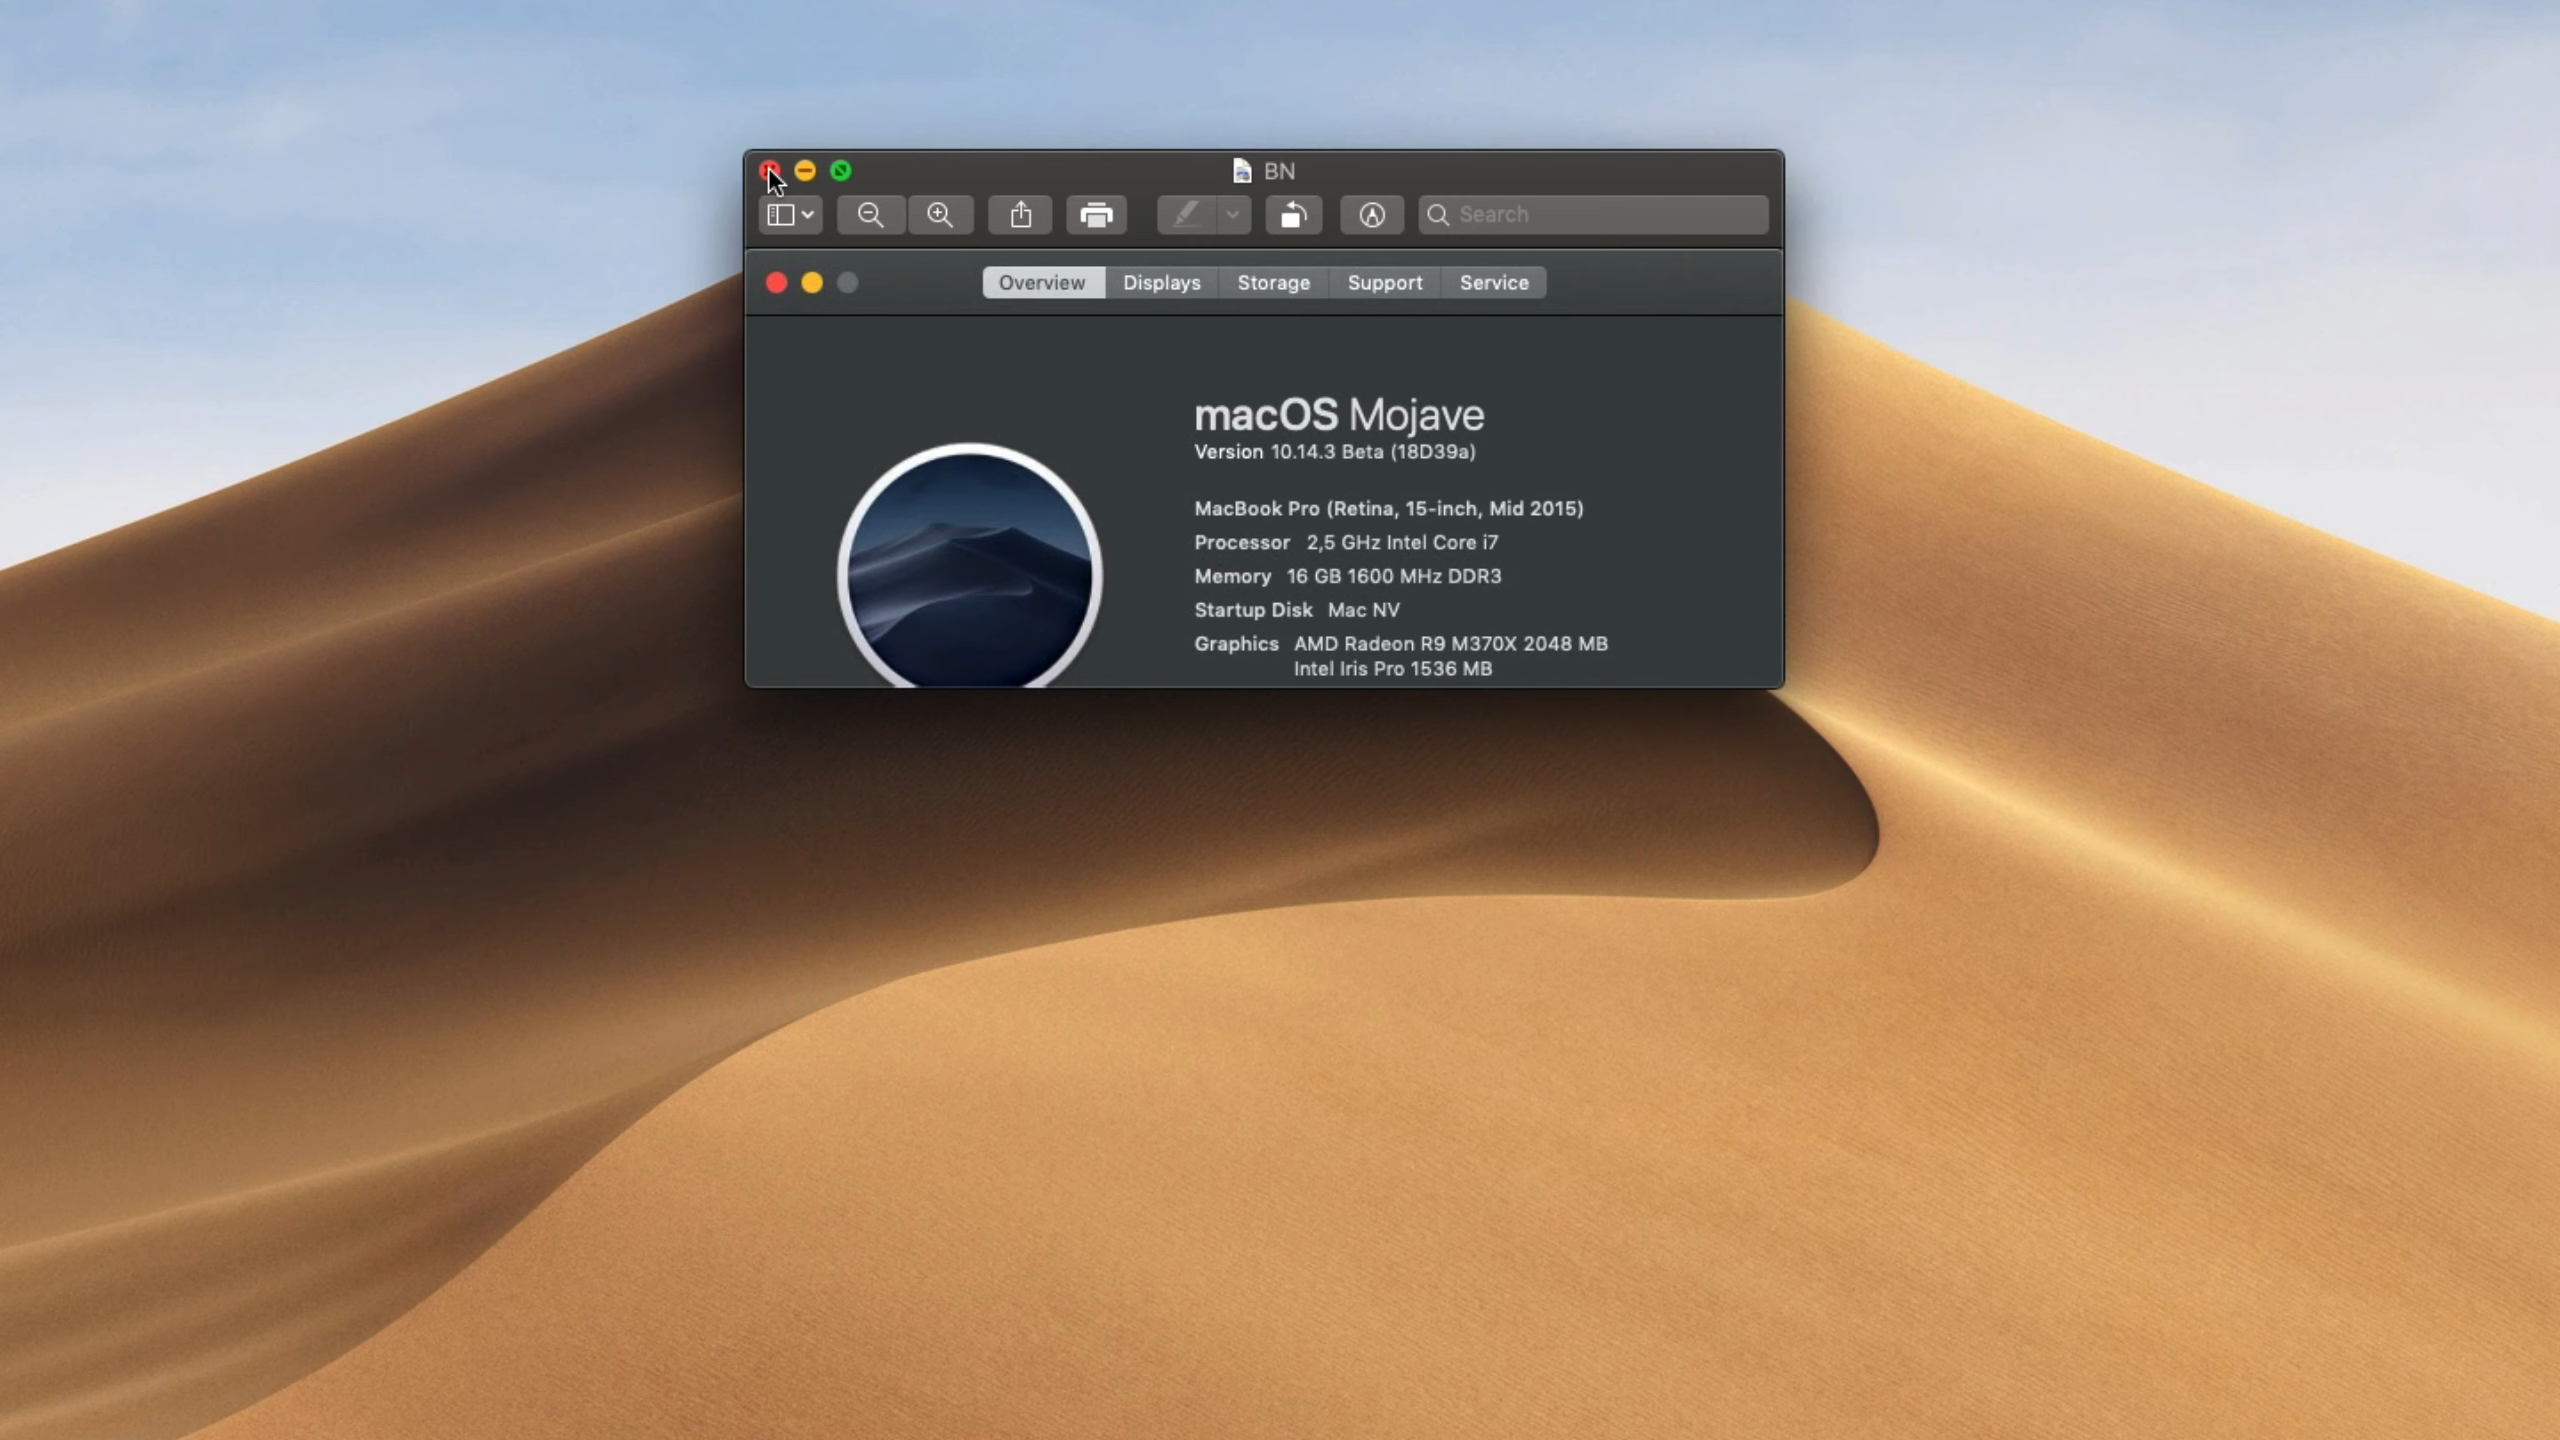 BN
Search
Overview Displays Storage Support Service
macOS Mojave
Version 10.14.3 Beta (18D39a)
MacBook Pro (Retina, 15-inch, Mid 2015)
Processor 2,5 GHz Intel Core i7
Memory 16 GB 1600 MHz DDR3
Startup Disk Mac NV
Graphics AMD Radeon R9 M370X 2048 MB
Intel Iris Pro 1536 MB